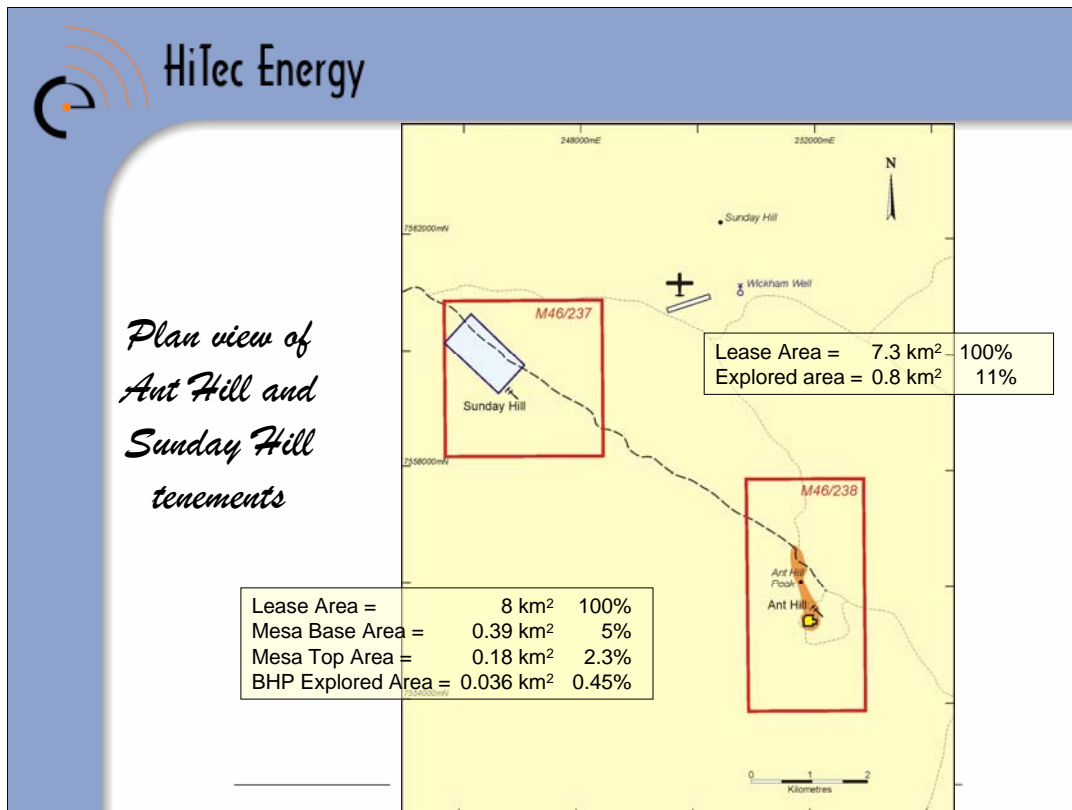 HiTec Energy
248000mE 252000mE
N
Sunday Hill
7562000mN
Wickham Well
M46/237
Plan view of
Ant Hill and
Sunday Hill
tenements
Lease Area = 7.3 km² 100%
Explored area = 0.8 km² 11%
Sunday Hill
7558000mN
M46/238
Ant Hill
Peak
Ant Hill
Lease Area = 8 km² 100%
Mesa Base Area = 0.39 km² 5%
Mesa Top Area = 0.18 km² 2.3%
BHP Explored Area = 0.036 km² 0.45%
7554000mN
0 1 2
Kilometres